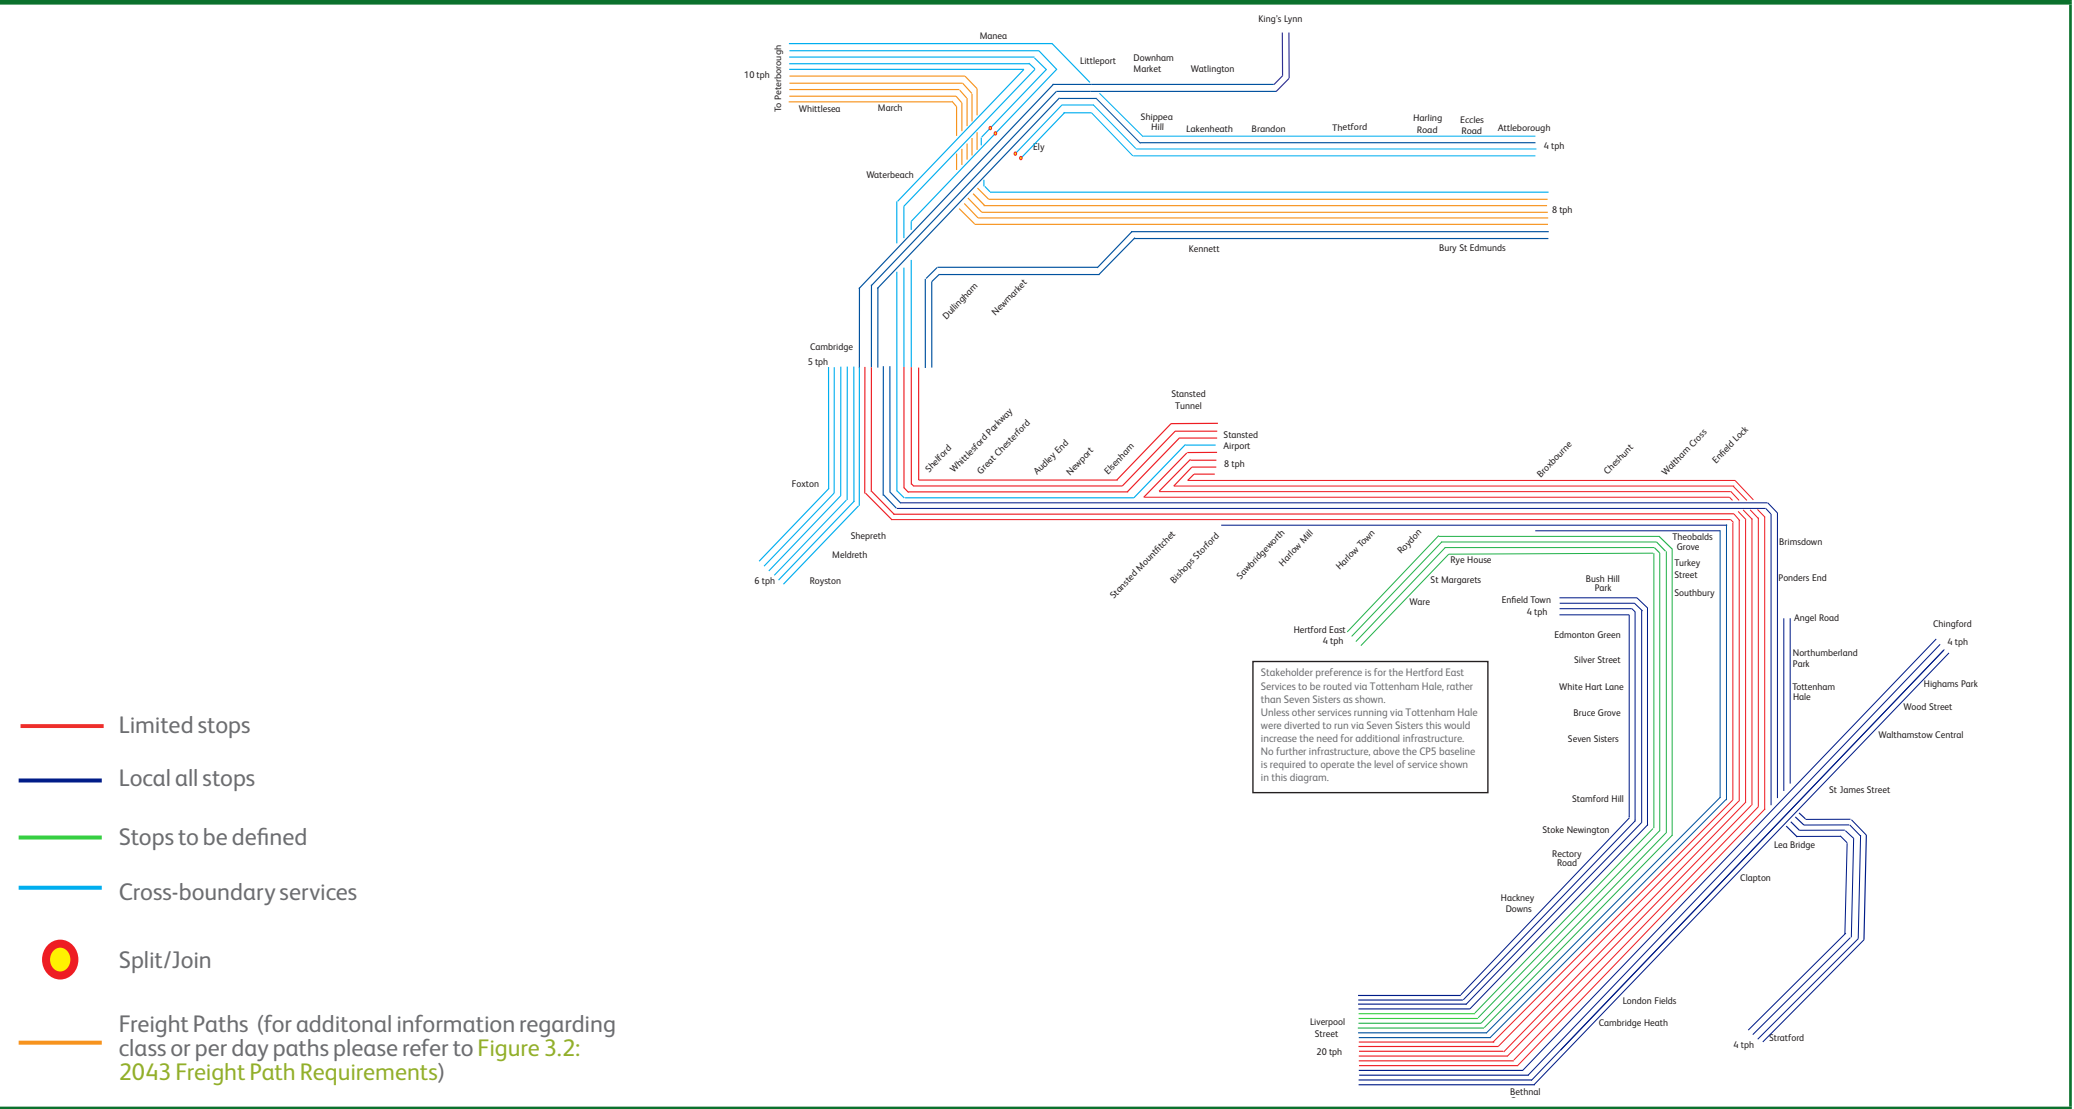 King's Lynn
Manea
Littleport
Downham
Market
Watlington
10 tph
To Peterborough
Whittlesea
March
Shippea
Hill
Lakenheath
Brandon
Thetford
Harling
Road
Eccles
Road
Attleborough
4 tph
Ely
Waterbeach
8 tph
Kennett
Bury St Edmunds
Dullingham
Newmarket
Cambridge
5 tph
Stansted
Tunnel
Shelford
Whittlesford Parkway
Great Chesterford
Audley End
Newport
Elsenham
Stansted
Airport
8 tph
Broxbourne
Cheshunt
Waltham Cross
Enfield Lock
Foxton
Shepreth
Meldreth
6 tph
Royston
Stansted Mountfitchet
Bishops Storford
Sawbridgeworth
Harlow Mill
Harlow Town
Roydon
Rye House
St Margarets
Ware
Hertford East
4 tph
Theobalds
Grove
Turkey
Street
Southbury
Brimsdown
Ponders End
Bush Hill
Park
Enfield Town
4 tph
Edmonton Green
Silver Street
White Hart Lane
Bruce Grove
Seven Sisters
Stamford Hill
Stoke Newington
Rectory
Road
Hackney
Downs
Angel Road
Northumberland
Park
Tottenham
Hale
Chingford
4 tph
Highams Park
Wood Street
Walthamstow Central
St James Street
Lea Bridge
Clapton
Stakeholder preference is for the Hertford East
Services to be routed via Tottenham Hale, rather
than Seven Sisters as shown.
Unless other services running via Tottenham Hale
were diverted to run via Seven Sisters this would
increase the need for additional infrastructure.
No further infrastructure, above the CP5 baseline
is required to operate the level of service shown
in this diagram.
London Fields
Cambridge Heath
Liverpool
Street
20 tph
Bethnal
4 tph
Stratford
Limited stops
Local all stops
Stops to be defined
Cross-boundary services
Split/Join
Freight Paths (for additonal information regarding
class or per day paths please refer to Figure 3.2:
2043 Freight Path Requirements)